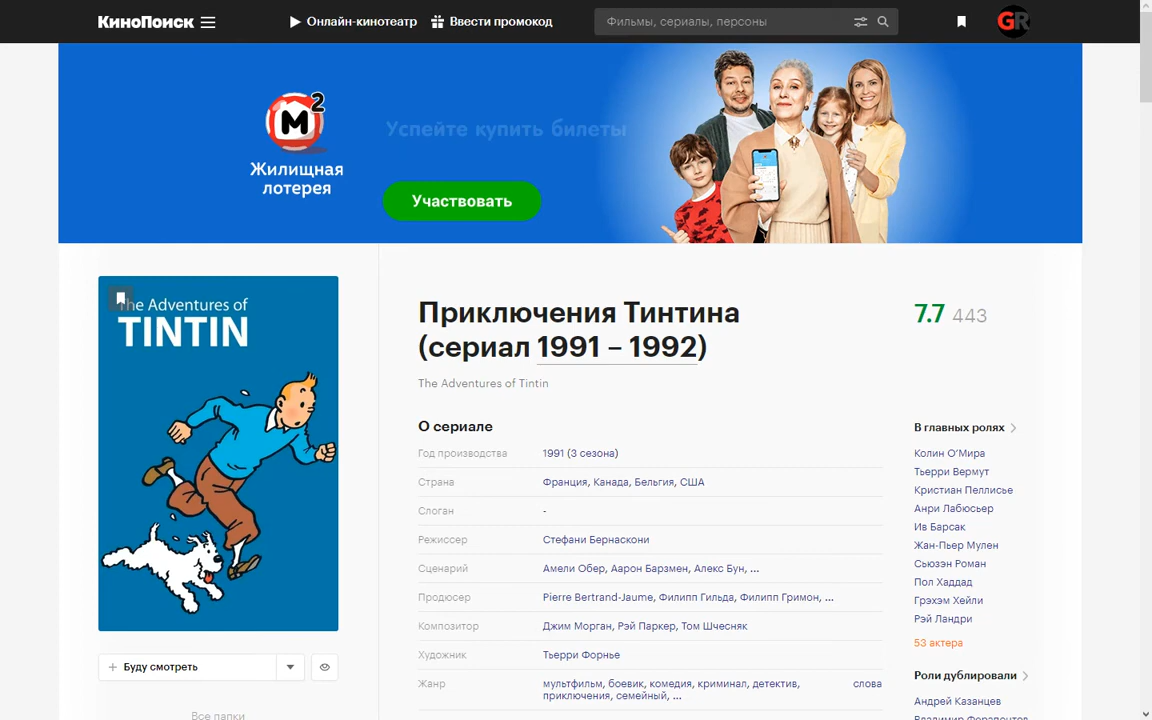 КиноПоиск
Онлайн-кинотеатр
Ввести промокод
Фильмы, сериалы, персоны
GR
М2
Жилищная
лотерея
Успейте купить билеты
Участвовать
The Adventures of
TINTIN
Приключения Тинтина
(сериал 1991 – 1992)
7.7 443
The Adventures of Tintin
О сериале
Год производства 1991 (3 сезона)
Страна Франция, Канада, Бельгия, США
Слоган -
Режиссер Стефани Бернаскони
Сценарий Амели Обер, Аарон Барзмен, Алекс Бун, ...
Продюсер Pierre Bertrand-Jaume, Филипп Гильда, Филипп Гримон, ...
Композитор Джим Морган, Рэй Паркер, Том Шчесняк
Художник Тьерри Форнье
Жанр мультфильм, боевик, комедия, криминал, детектив, слова
приключения, семейный, ...
В главных ролях
Колин О’Мира
Тьерри Вермут
Кристиан Пеллисье
Анри Лабюсьер
Ив Барсак
Жан-Пьер Мулен
Сьюзэн Роман
Пол Хаддад
Грэхэм Хейли
Рэй Ландри
53 актера
Роли дублировали
Андрей Казанцев
Владимир Ферапонтов
Буду смотреть
Все папки